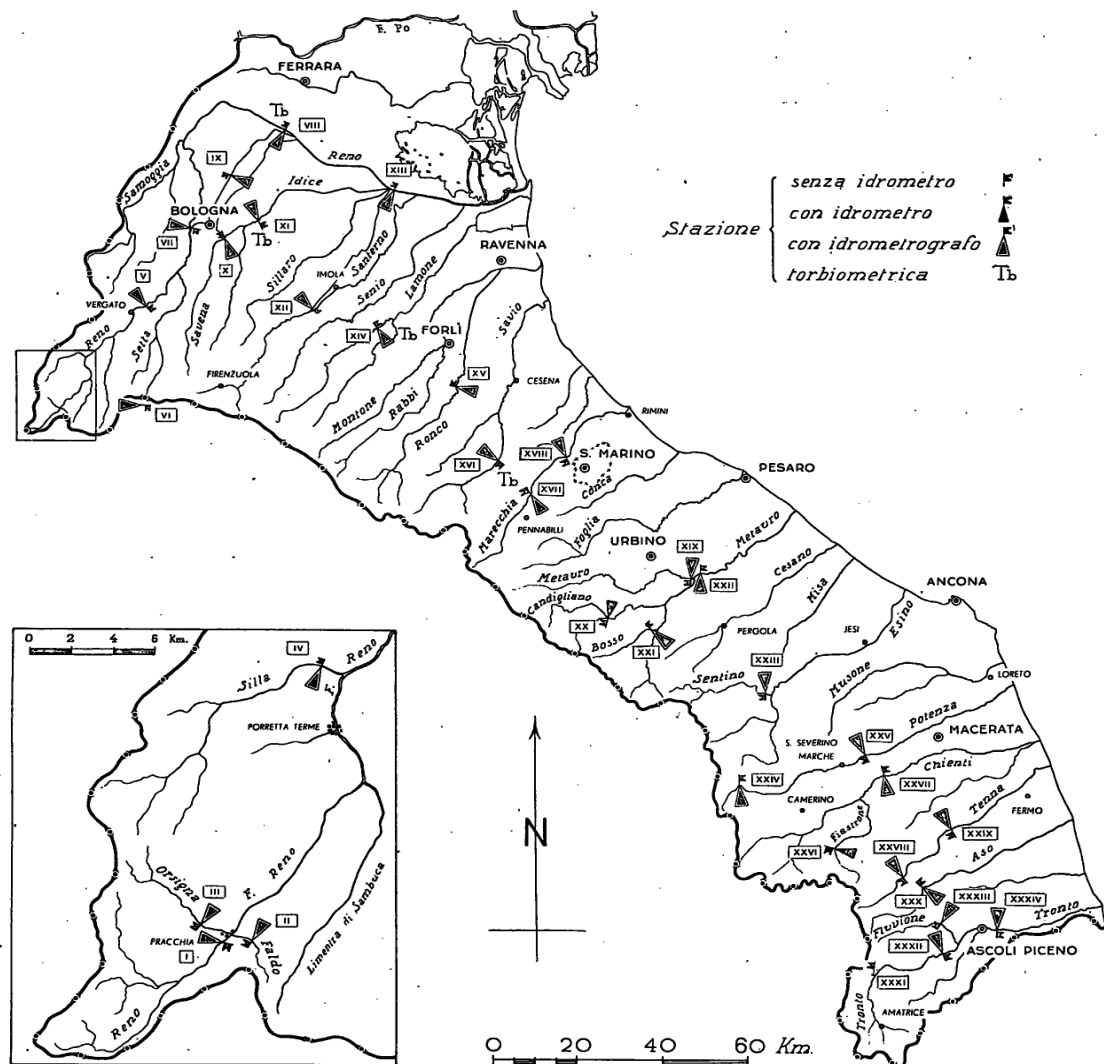 F. Po
FERRARA
Tb
VIII
IX
Reno
XIII
Samoggia
Idice
BOLOGNA
VII
XI
Tb
X
RAVENNA
Sillaro
IMOLA
Santerno
Senio
Lamone
V
VERGATO
XII
XIV
Tb
FORLÌ
Savio
Reno
Setta
Savena
FIRENZUOLA
XV
CESENA
VI
Montone
Rabbi
Ronco
RIMINI
XVIII
S. MARINO
XVI
Tb
Conca
PESARO
XVII
Marecchia
PENNABILLI
Foglia
URBINO
XIX
Metauro
Metauro
XXII
Cesano
Candigliano
Misa
ANCONA
XX
Bosso
XXI
PERGOLA
JESI
Esino
XXIII
Sentino
Musone
LORETO
Potenza
S. SEVERINO
MARCHE
XXV
MACERATA
Chienti
XXIV
CAMERINO
XXVII
Tenna
FERMO
Fiastrone
XXVI
XXIX
XXVIII
Aso
XXX
XXXIII
XXXIV
Tronto
Fluvione
XXXII
ASCOLI PICENO
XXXI
Tronto
AMATRICE
Stazione
senza idrometro
con idrometro
con idrometrografo
torbiometrica Tb
0 2 4 6 Km.
IV
Reno
Silla
PORRETTA TERME
Orsigna
III
F. Reno
II
PRACCHIA
I
Faldo
Limentra di Sambuca
Reno
N
0 20 40 60 Km.